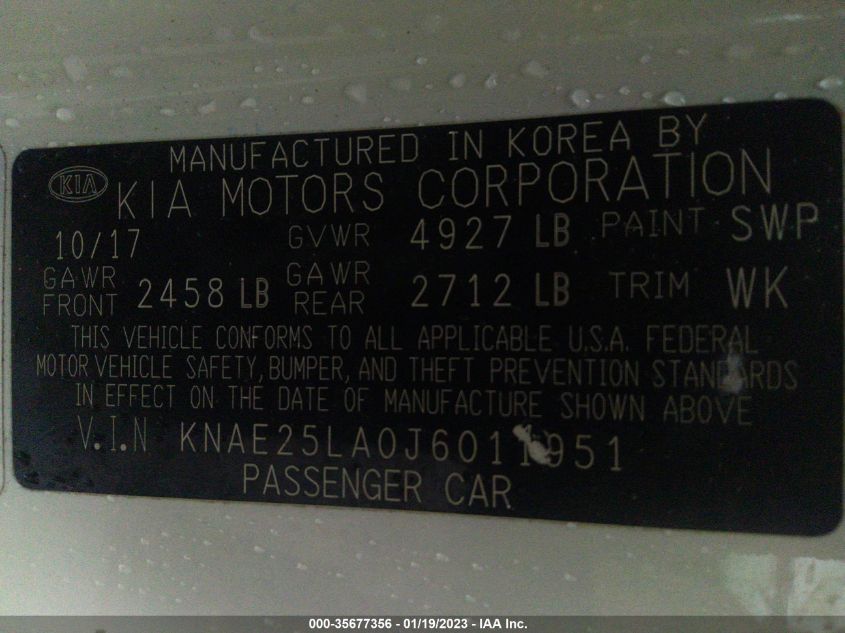 MANUFACTURED IN KOREA BY
KIA KIA MOTORS CORPORATION
10/17 GVWR 4927 LB PAINT SWP
GAWR FRONT 2458 LB GAWR REAR 2712 LB TRIM WK
THIS VEHICLE CONFORMS TO ALL APPLICABLE U.S.A. FEDERAL
MOTOR VEHICLE SAFETY, BUMPER, AND THEFT PREVENTION STANDARDS
IN EFFECT ON THE DATE OF MANUFACTURE SHOWN ABOVE
V.I.N KNAE25LA0J6011951
PASSENGER CAR
000-35677356 - 01/19/2023 - IAA Inc.